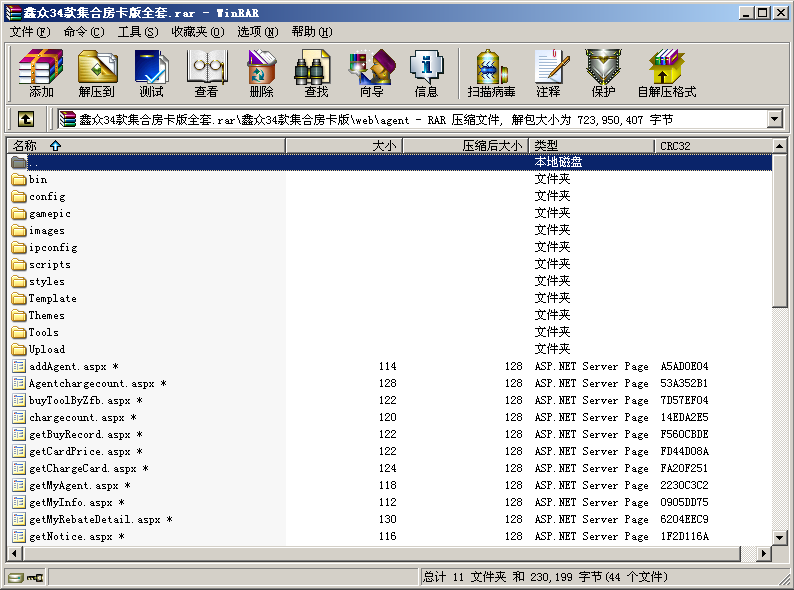 鑫众34款集合房卡版全套.rar - WinRAR
文件(F) 命令(C) 工具(S) 收藏夹(O) 选项(N) 帮助(H)
添加 解压到 测试 查看 删除 查找 向导 信息 扫描病毒 注释 保护 自解压格式
鑫众34款集合房卡版全套.rar\鑫众34款集合房卡版\web\agent - RAR 压缩文件, 解包大小为 723,950,407 字节
名称 大小 压缩后大小 类型 CRC32
.. 本地磁盘
bin 文件夹
config 文件夹
gamepic 文件夹
images 文件夹
ipconfig 文件夹
scripts 文件夹
styles 文件夹
Template 文件夹
Themes 文件夹
Tools 文件夹
Upload 文件夹
addAgent.aspx * 114 128 ASP.NET Server Page A5AD0E04
Agentchargecount.aspx * 128 128 ASP.NET Server Page 53A352B1
buyToolByZfb.aspx * 122 128 ASP.NET Server Page 7D57EF04
chargecount.aspx * 120 128 ASP.NET Server Page 14EDA2E5
getBuyRecord.aspx * 122 128 ASP.NET Server Page F560CBDE
getCardPrice.aspx * 122 128 ASP.NET Server Page FD44D08A
getChargeCard.aspx * 124 128 ASP.NET Server Page FA20F251
getMyAgent.aspx * 118 128 ASP.NET Server Page 2230C3C2
getMyInfo.aspx * 112 128 ASP.NET Server Page 0905DD75
getMyRebateDetail.aspx * 130 128 ASP.NET Server Page 6204EEC9
getNotice.aspx * 116 128 ASP.NET Server Page 1F2D116A
总计 11 文件夹 和 230,199 字节(44 个文件)